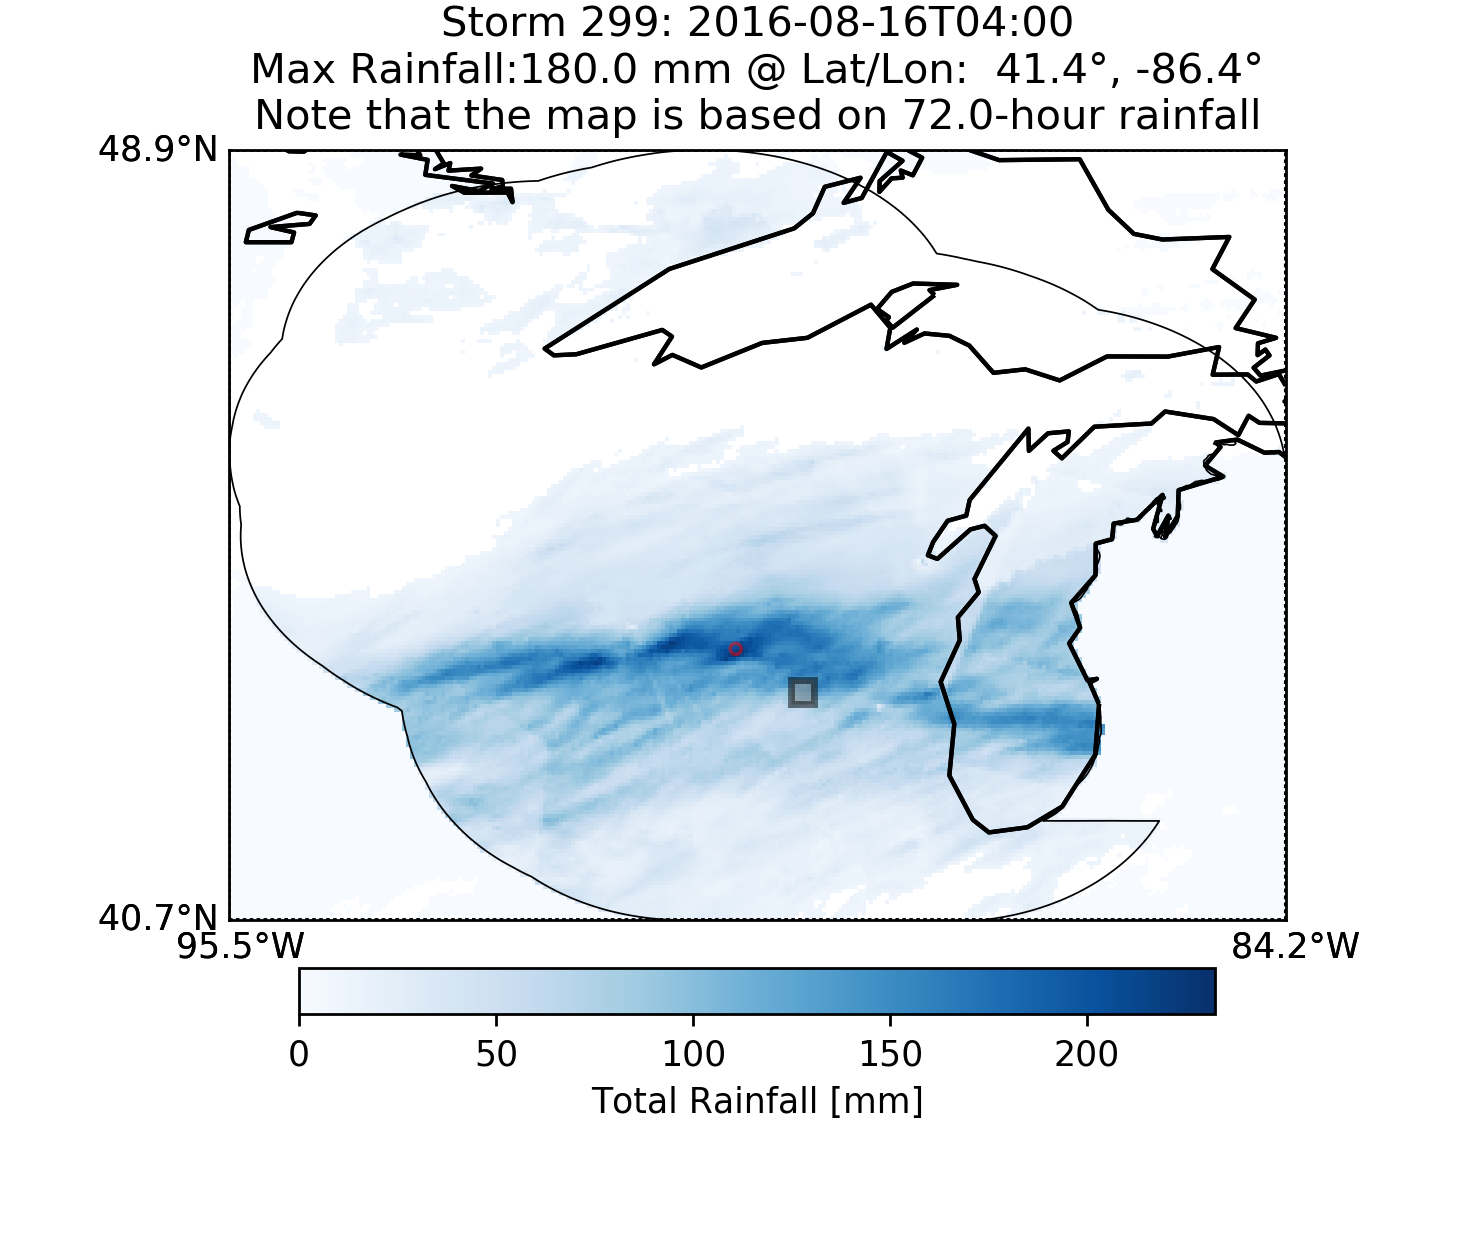 Storm 299: 2016-08-16T04:00
Max Rainfall:180.0 mm @ Lat/Lon:  41.4°, -86.4°
Note that the map is based on 72.0-hour rainfall
48.9°N
40.7°N
95.5°W 84.2°W
0 50 100 150 200
Total Rainfall [mm]